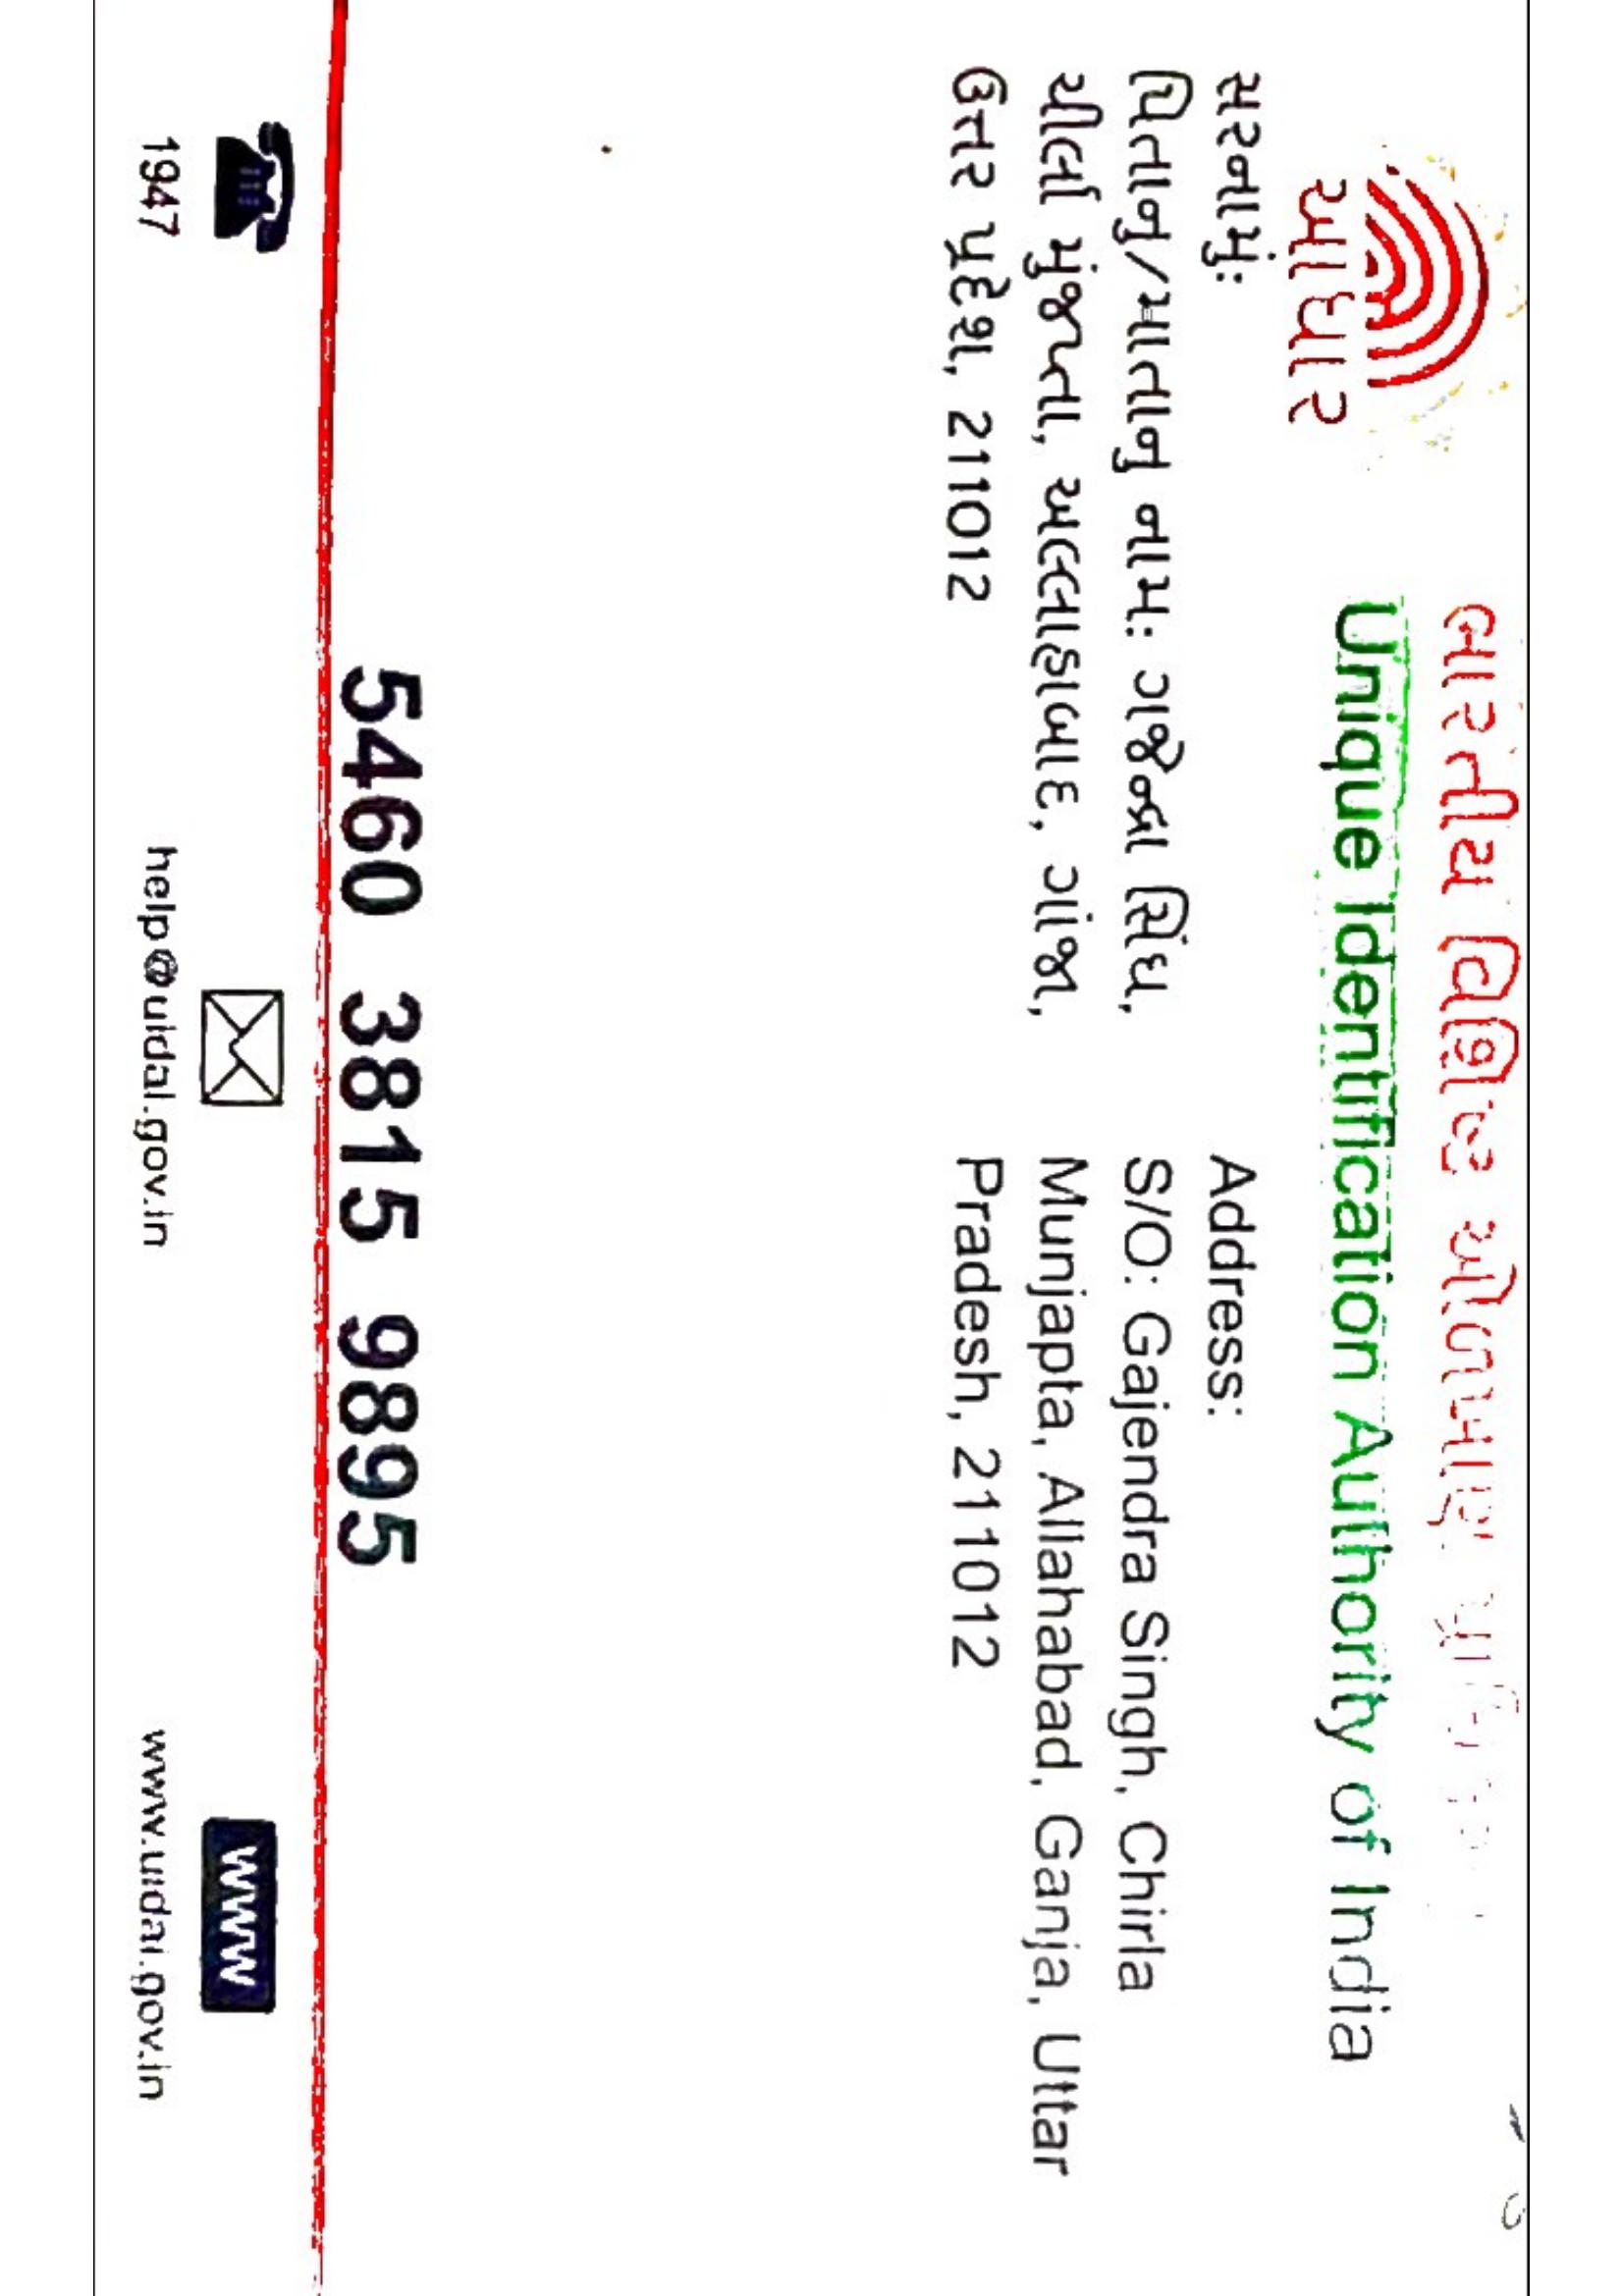 ભારતીય વિશિષ્ટ ઓળખાણ
Unique Identification Authority of India
આધાર
સરનામું:
પિતાનુ/માતાનુ નામ: ગજેન્દ્રા સિંઘ,
ચીર્લા મુંજપ્તા, અલ્લાહાબાદ, ગાંજા,
ઉત્તર પ્રદેશ, 211012
Address:
S/O: Gajendra Singh, Chirla
Munjapta, Allahabad, Ganja, Uttar
Pradesh, 211012
5460 3815 9895
1947
help@uidai.gov.in
WWW
www.uidai.gov.in